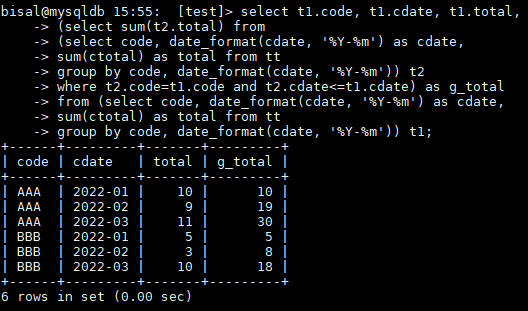 bisal@mysqldb 15:55:  [test]> select t1.code, t1.cdate, t1.total,
    -> (select sum(t2.total) from
    -> (select code, date_format(cdate, '%Y-%m') as cdate,
    -> sum(ctotal) as total from tt
    -> group by code, date_format(cdate, '%Y-%m')) t2
    -> where t2.code=t1.code and t2.cdate<=t1.cdate) as g_total
    -> from (select code, date_format(cdate, '%Y-%m') as cdate,
    -> sum(ctotal) as total from tt
    -> group by code, date_format(cdate, '%Y-%m')) t1;
+------+---------+-------+---------+
| code | cdate   | total | g_total |
+------+---------+-------+---------+
| AAA  | 2022-01 |    10 |      10 |
| AAA  | 2022-02 |     9 |      19 |
| AAA  | 2022-03 |    11 |      30 |
| BBB  | 2022-01 |     5 |       5 |
| BBB  | 2022-02 |     3 |       8 |
| BBB  | 2022-03 |    10 |      18 |
+------+---------+-------+---------+
6 rows in set (0.00 sec)